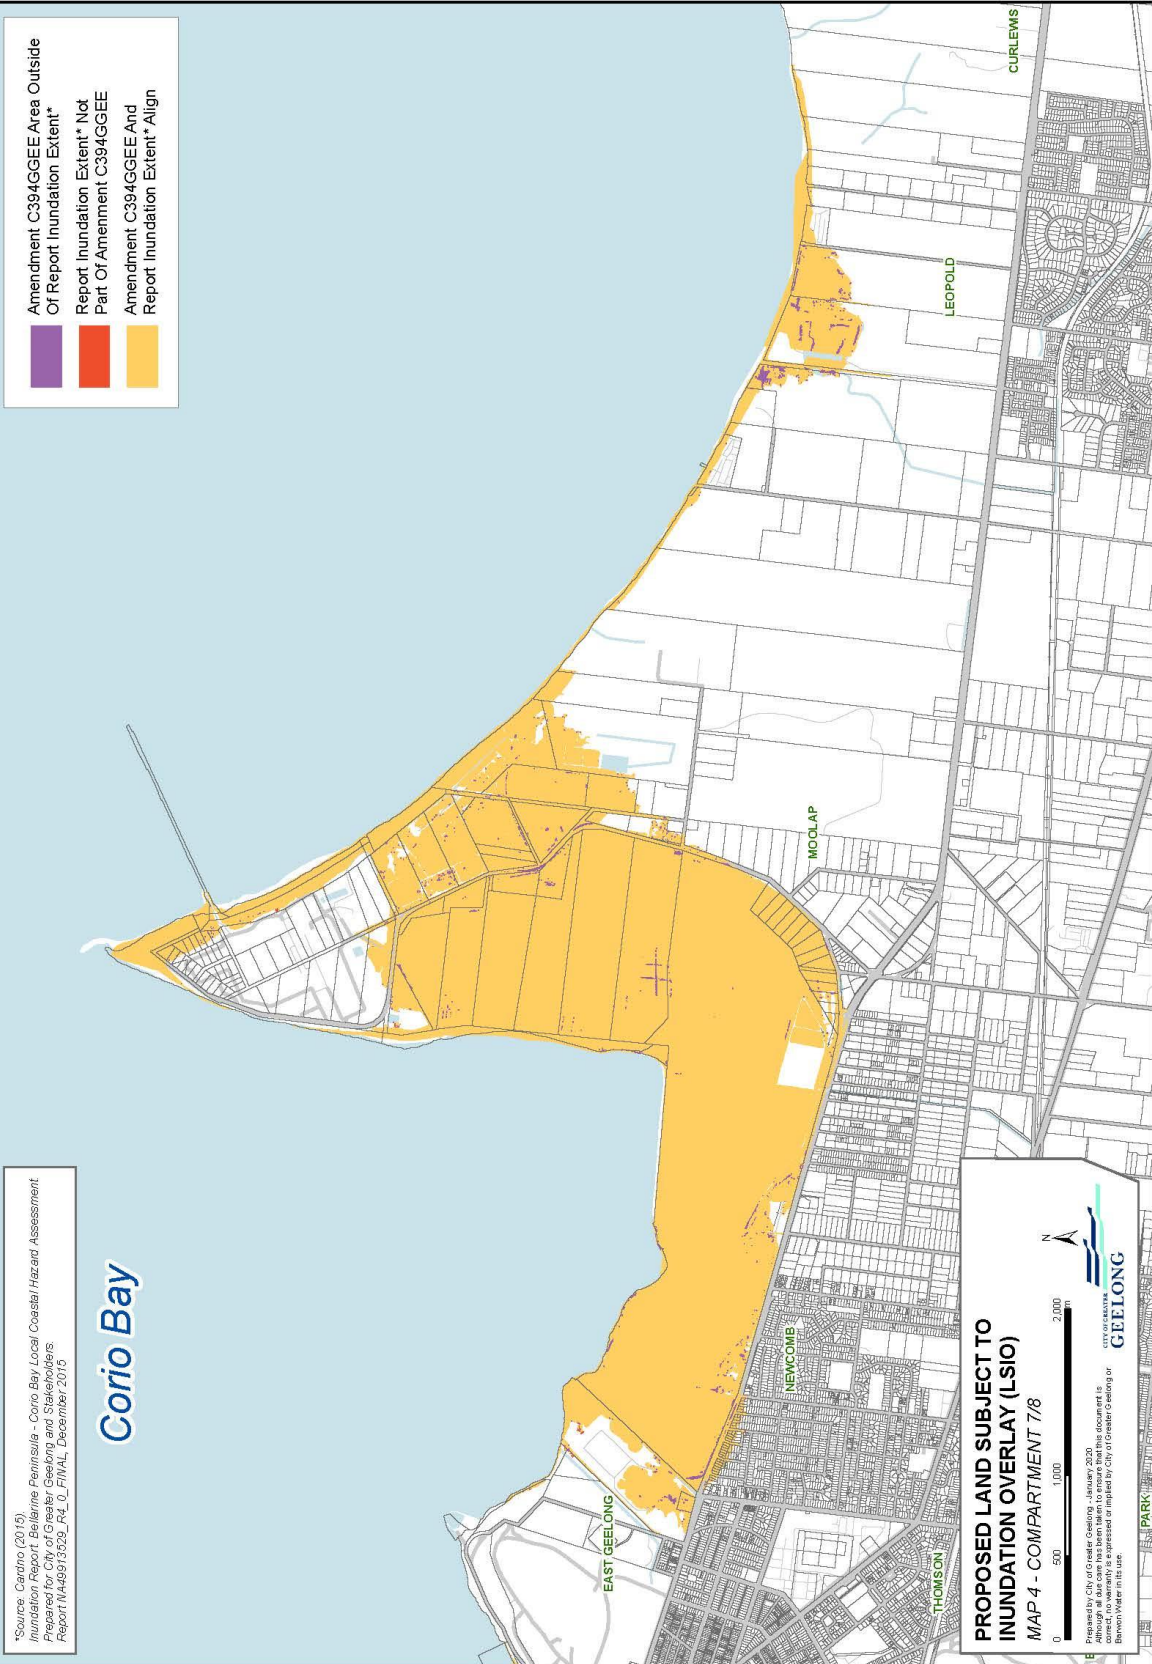 *Source: Cardno (2015).
Inundation Report. Bellarine Peninsula - Corio Bay Local Coastal Hazard Assessment
Prepared for City of Greater Geelong and Stakeholders.
Report NA49913529_R4_0_FINAL, December 2015
Corio Bay
Amendment C394GGEE Area Outside
Of Report Inundation Extent*
Report Inundation Extent* Not
Part Of Amenment C394GGEE
Amendment C394GGEE And
Report Inundation Extent* Align
CURLEWIS
LEOPOLD
MOOLAP
NEWCOMB
EAST GEELONG
THOMSON
PARK
PROPOSED LAND SUBJECT TO
INUNDATION OVERLAY (LSIO)
MAP 4 - COMPARTMENT 7/8
0 500 1,000 2,000
m
N
Prepared by City of Greater Geelong - January 2020
Although all due care has been taken to ensure that this document is
correct, no warranty is expressed or implied by City of Greater Geelong or
Barwon Water in its use.
CITY OF GREATER
GEELONG